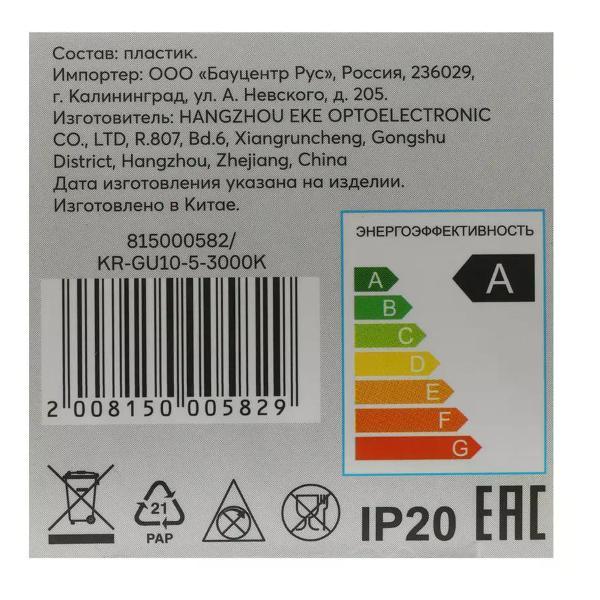 Состав: пластик.
Импортер: ООО «Бауцентр Рус», Россия, 236029,
г. Калининград, ул. А. Невского, д. 205.
Изготовитель: HANGZHOU EKE OPTOELECTRONIC
CO., LTD, R.807, Bd.6, Xiangruncheng, Gongshu
District, Hangzhou, Zhejiang, China
Дата изготовления указана на изделии.
Изготовлено в Китае.
815000582/
KR-GU10-5-3000K
2 008150 005829
ЭНЕРГОЭФФЕКТИВНОСТЬ
A
A
B
C
D
E
F
G
21
PAP
IP20
EAC